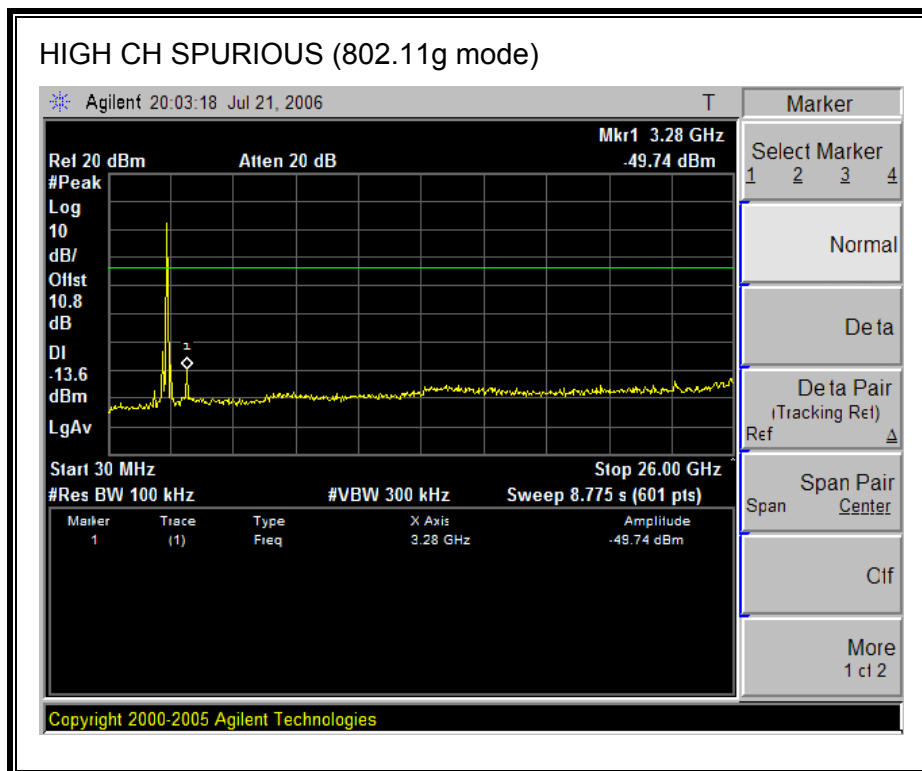 HIGH CH SPURIOUS (802.11g mode)
Agilent 20:03:18 Jul 21, 2006 T
Mkr1 3.28 GHz
Ref 20 dBm Atten 20 dB -49.74 dBm
#Peak
Log
10
dB/
Offst
10.8
dB
DI
-13.6
dBm
LgAv
1
Start 30 MHz Stop 26.00 GHz
#Res BW 100 kHz #VBW 300 kHz Sweep 8.775 s (601 pts)
Marker Trace Type X Axis Amplitude
1 (1) Freq 3.28 GHz -49.74 dBm
Marker
Select Marker
1 2 3 4
Normal
Delta
Delta Pair
(Tracking Ref)
Ref Δ
Span Pair
Span Center
Off
More
1 of 2
Copyright 2000-2005 Agilent Technologies